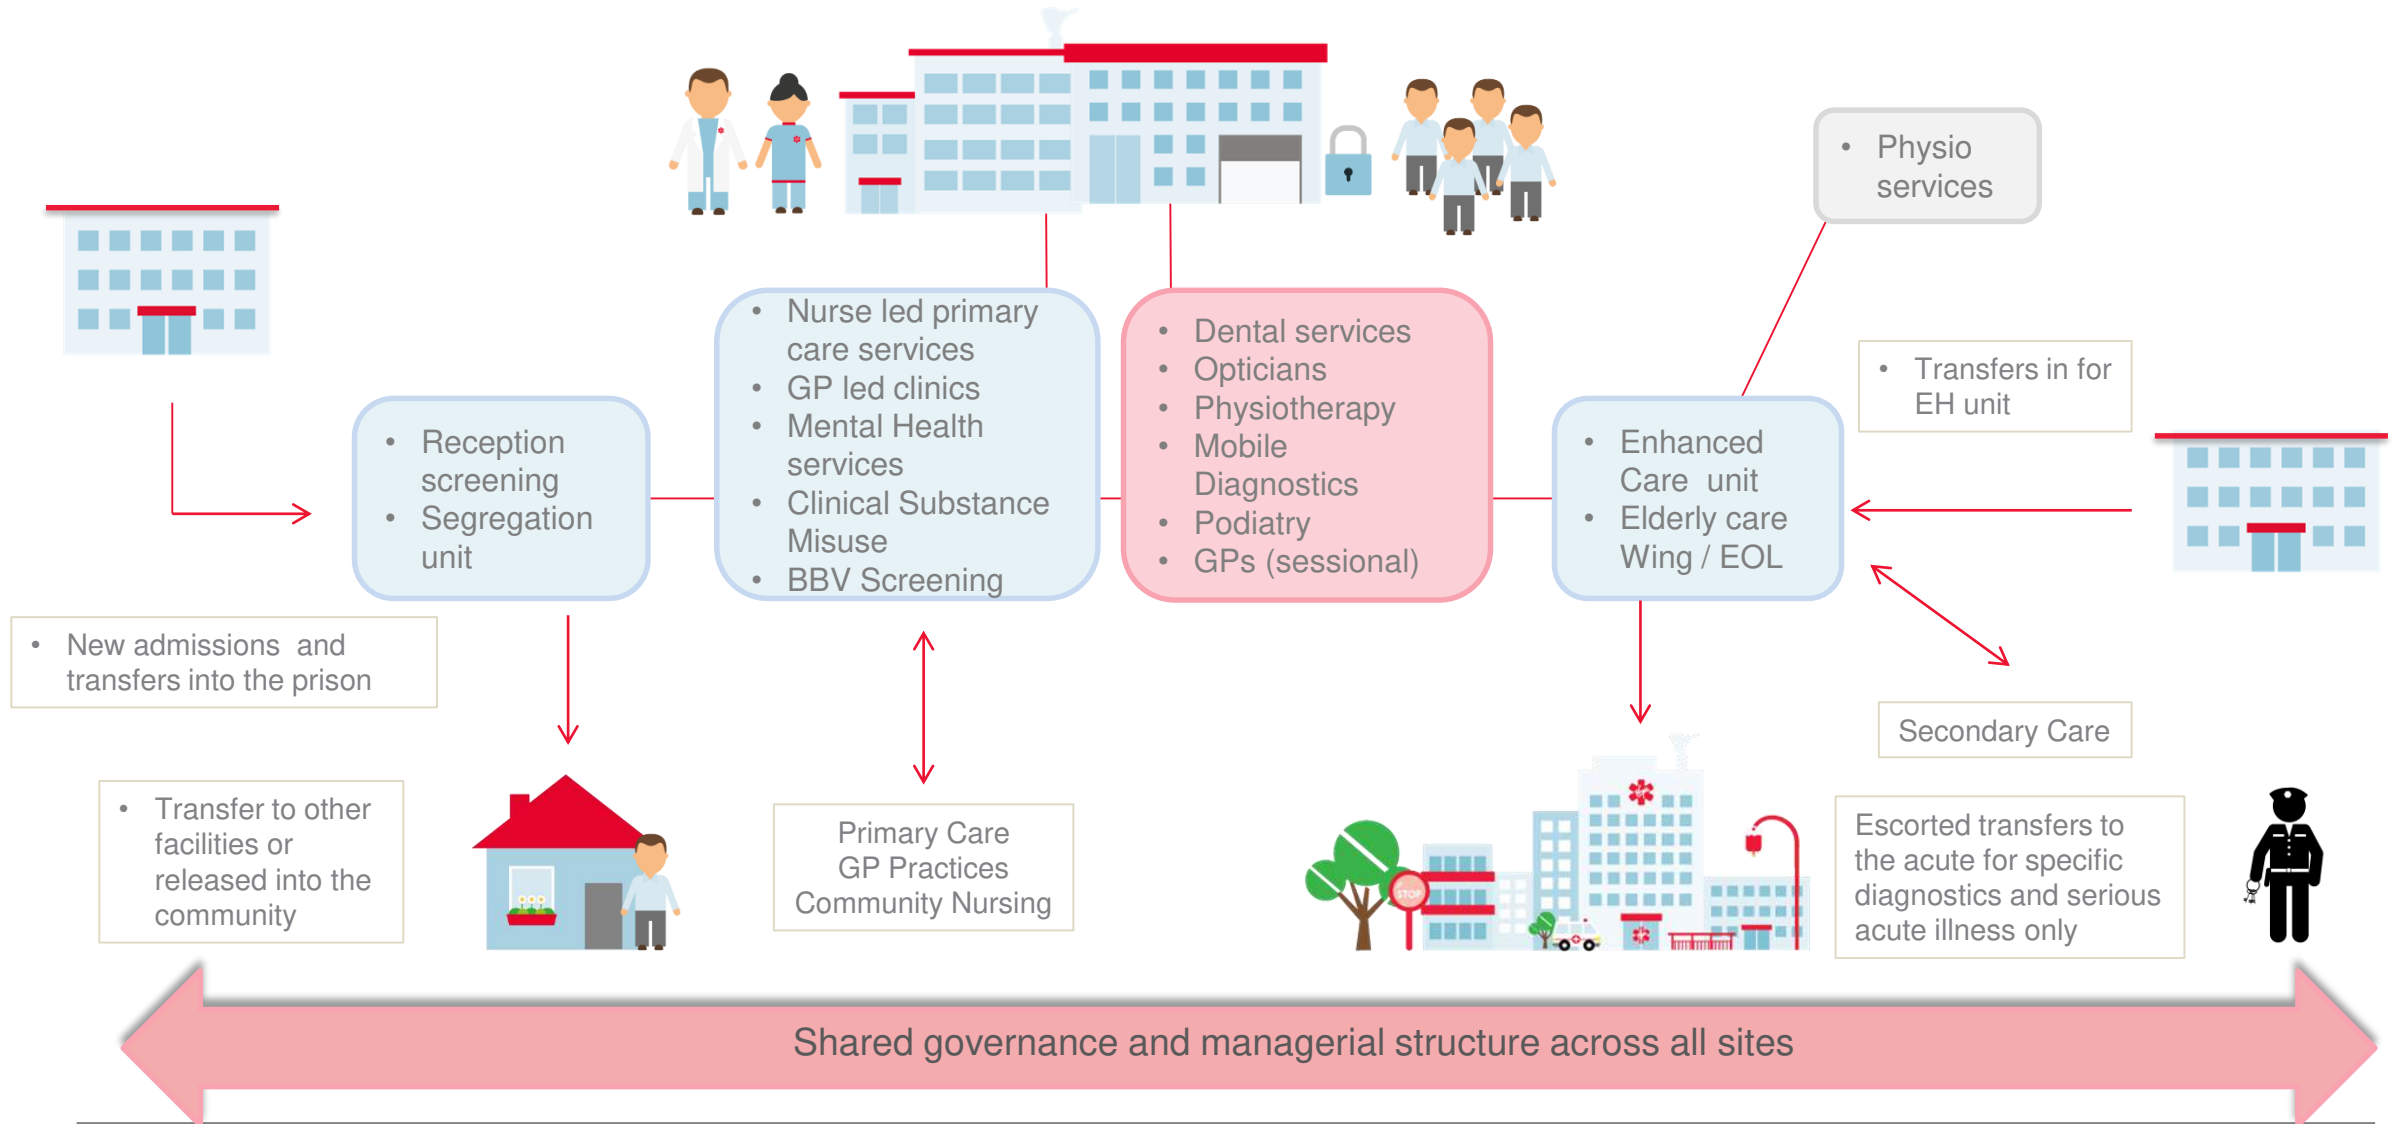 • Physio
services
• Nurse led primary
care services
• GP led clinics
• Mental Health
services
• Clinical Substance
Misuse
• BBV Screening
• Dental services
• Opticians
• Physiotherapy
• Mobile
Diagnostics
• Podiatry
• GPs (sessional)
• Transfers in for
EH unit
• Reception
screening
• Segregation
unit
• Enhanced
Care unit
• Elderly care
Wing / EOL
• New admissions and
transfers into the prison
Secondary Care
• Transfer to other
facilities or
released into the
community
Primary Care
GP Practices
Community Nursing
STOP
Escorted transfers to
the acute for specific
diagnostics and serious
acute illness only
Shared governance and managerial structure across all sites